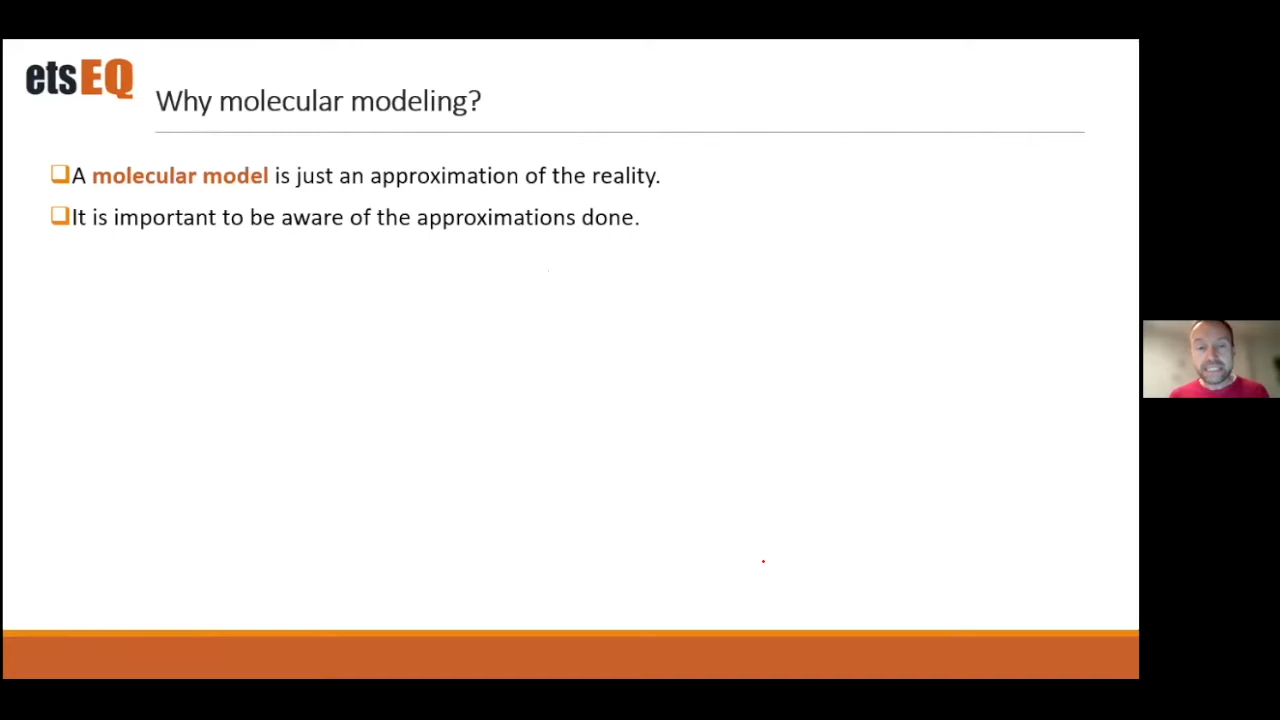 etsEQ
Why molecular modeling?
A molecular model is just an approximation of the reality.
It is important to be aware of the approximations done.